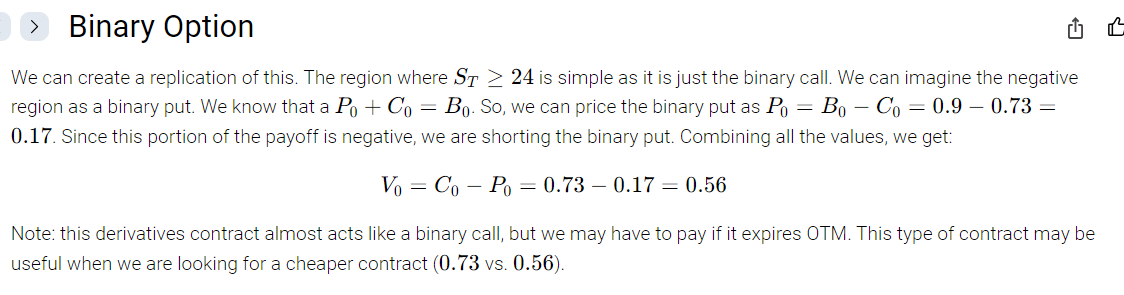 Binary Option
We can create a replication of this. The region where $S_T \geq 24$ is simple as it is just the binary call. We can imagine the negative
region as a binary put. We know that a $P_0 + C_0 = B_0$. So, we can price the binary put as $P_0 = B_0 - C_0 = 0.9 - 0.73 =$
$0.17$. Since this portion of the payoff is negative, we are shorting the binary put. Combining all the values, we get:
$V_0 = C_0 - P_0 = 0.73 - 0.17 = 0.56$
Note: this derivatives contract almost acts like a binary call, but we may have to pay if it expires OTM. This type of contract may be
useful when we are looking for a cheaper contract ($0.73$ vs. $0.56$).